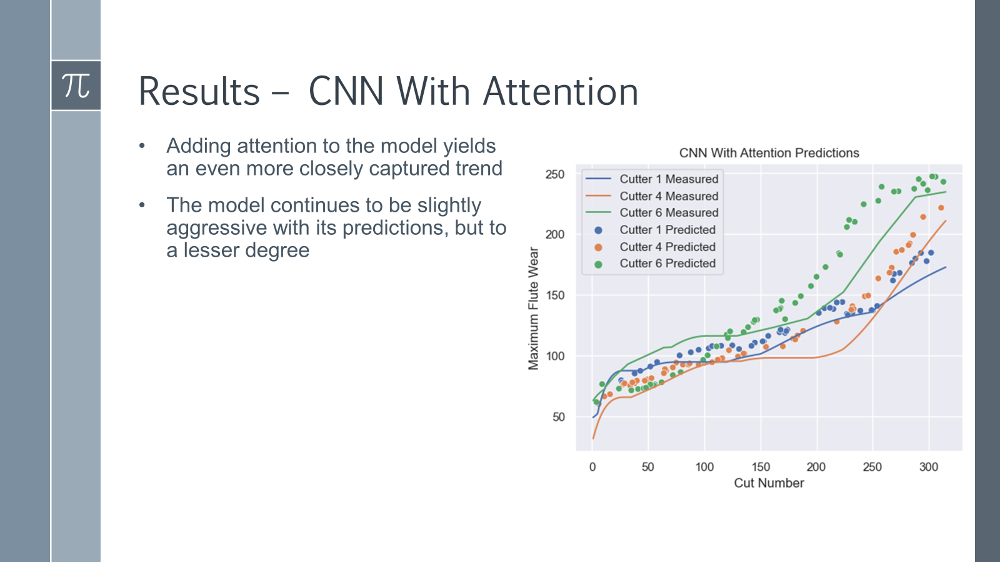 π
Results – CNN With Attention
• Adding attention to the model yields
an even more closely captured trend
• The model continues to be slightly
aggressive with its predictions, but to
a lesser degree
CNN With Attention Predictions
Cutter 1 Measured
Cutter 4 Measured
Cutter 6 Measured
Cutter 1 Predicted
Cutter 4 Predicted
Cutter 6 Predicted
Maximum Flute Wear
250
200
150
100
50
0 50 100 150 200 250 300
Cut Number